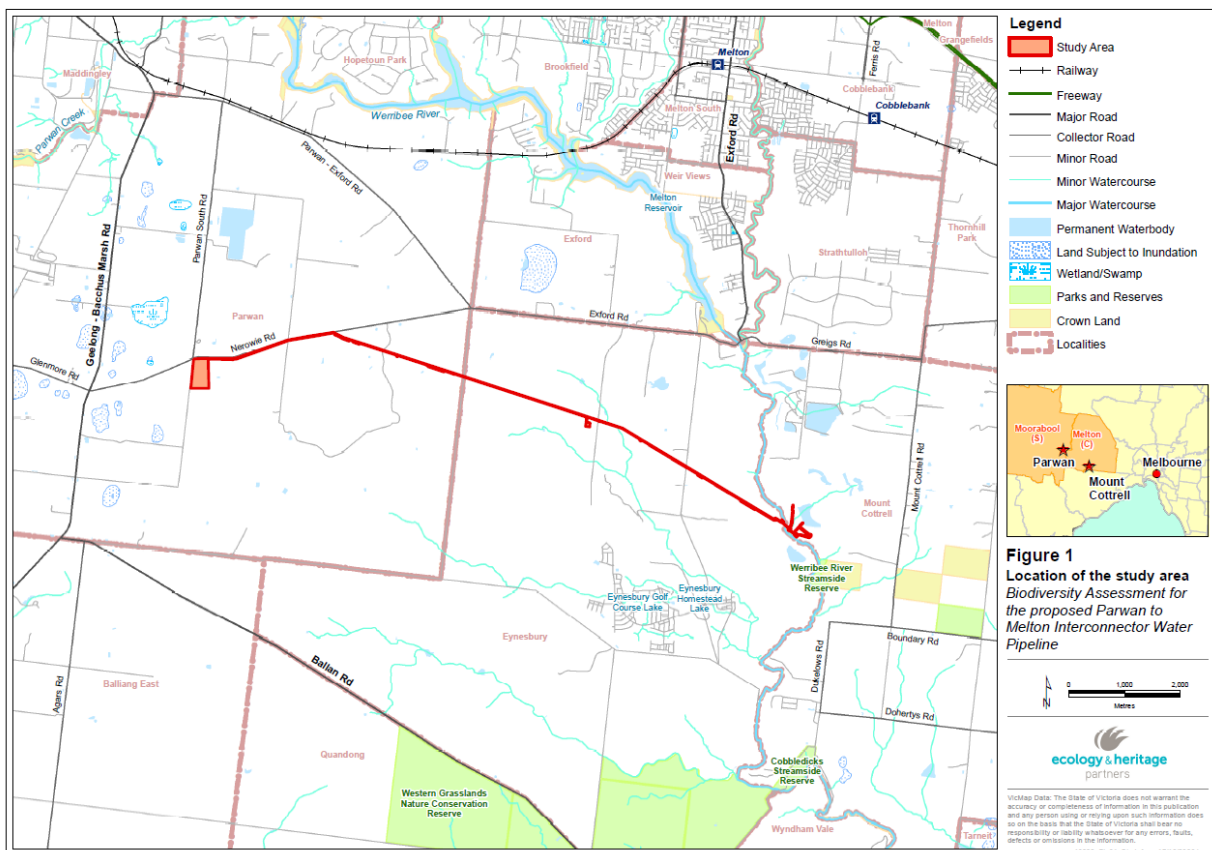 Maddingley
Parwan Creek
Hopetoun Park
Werribee River
Brookfield
Melton
Melton South
Exford Rd
Ferris Rd
Melton
Grangefields
Cobblebank
Cobblebank
Parwan - Exford Rd
Parwan South Rd
Geelong - Bacchus Marsh Rd
Weir Views
Melton
Reservoir
Exford
Strathtulloh
Thornhill
Park
Parwan
Nerowie Rd
Glenmore Rd
Exford Rd
Greigs Rd
Mount Cottrell Rd
Mount
Cottrell
Werribee River
Streamside
Reserve
Eynesbury Golf
Course Lake
Eynesbury
Homestead
Lake
Eynesbury
Boundary Rd
Dukelows Rd
Dohertys Rd
Ballan Rd
Agars Rd
Balliang East
Quandong
Western Grasslands
Nature Conservation
Reserve
Cobbledicks
Streamside
Reserve
Wyndham Vale
Tarneit
Legend
Study Area
Railway
Freeway
Major Road
Collector Road
Minor Road
Minor Watercourse
Major Watercourse
Permanent Waterbody
Land Subject to Inundation
Wetland/Swamp
Parks and Reserves
Crown Land
Localities
Moorabool
(S)
Melton
(C)
Parwan
Melbourne
Mount
Cottrell
Figure 1
Location of the study area
Biodiversity Assessment for
the proposed Parwan to
Melton Interconnector Water
Pipeline
N
0 1,000 2,000
Metres
ecology & heritage
partners
VicMap Data: The State of Victoria does not warrant the
accuracy or completeness of information in this publication
and any person using or relying upon such information does
so on the basis that the State of Victoria shall bear no
responsibility or liability whatsoever for any errors, faults,
defects or omissions in the information.